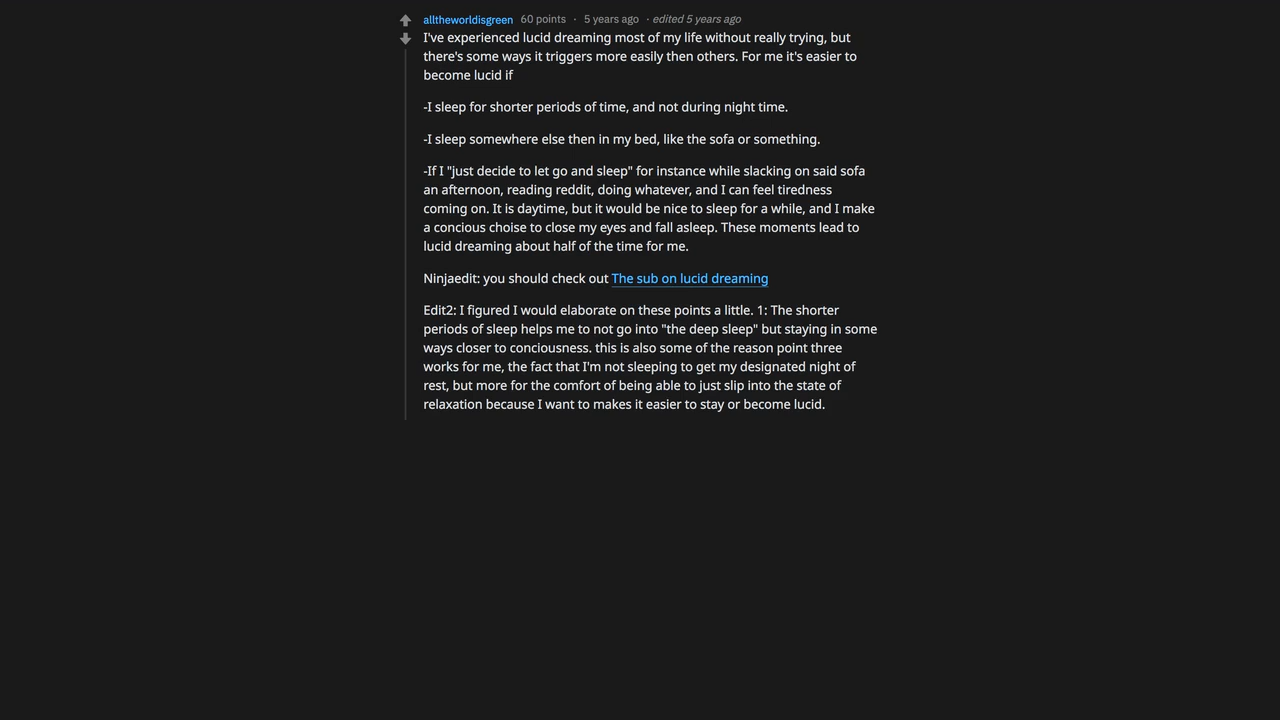 alltheworldisgreen 60 points · 5 years ago · edited 5 years ago
I've experienced lucid dreaming most of my life without really trying, but
there's some ways it triggers more easily then others. For me it's easier to
become lucid if
-I sleep for shorter periods of time, and not during night time.
-I sleep somewhere else then in my bed, like the sofa or something.
-If I "just decide to let go and sleep" for instance while slacking on said sofa
an afternoon, reading reddit, doing whatever, and I can feel tiredness
coming on. It is daytime, but it would be nice to sleep for a while, and I make
a concious choise to close my eyes and fall asleep. These moments lead to
lucid dreaming about half of the time for me.
Ninjaedit: you should check out The sub on lucid dreaming
Edit2: I figured I would elaborate on these points a little. 1: The shorter
periods of sleep helps me to not go into "the deep sleep" but staying in some
ways closer to conciousness. this is also some of the reason point three
works for me, the fact that I'm not sleeping to get my designated night of
rest, but more for the comfort of being able to just slip into the state of
relaxation because I want to makes it easier to stay or become lucid.